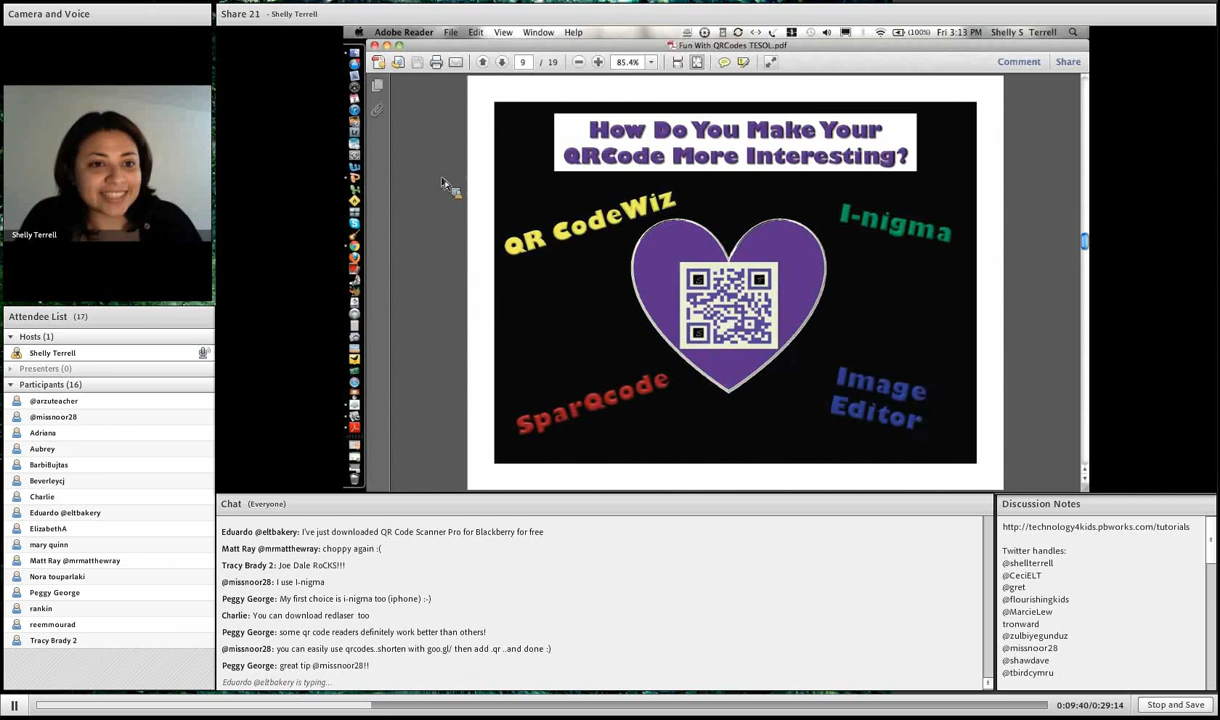 Camera and Voice
Share 21 - Shelly Terrell
Adobe Reader File Edit View Window Help
(100%) Fri 3:13 PM Shelly S Terrell
Fun With QRCodes TESOL.pdf
9 / 19
85.4%
Comment Share
How Do You Make Your
QRCode More Interesting?
QR CodeWiz
I-nigma
SparQcode
Image
Editor
Shelly Terrell
Attendee List (17)
Hosts (1)
Shelly Terrell
Presenters (0)
Participants (16)
@arzuteacher
@missnoor28
Adriana
Aubrey
BarbiBujtas
Beverleycj
Charlie
Eduardo @eltbakery
ElizabethA
mary quinn
Matt Ray @mrmatthewray
Nora touparlaki
Peggy George
rankin
reemmourad
Tracy Brady 2
Chat (Everyone)
Eduardo @eltbakery: I've just downloaded QR Code Scanner Pro for Blackberry for free
Matt Ray @mrmatthewray: choppy again :(
Tracy Brady 2: Joe Dale RoCKS!!!
@missnoor28: I use I-nigma
Peggy George: My first choice is i-nigma too (iphone) :-)
Charlie: You can download redlaser too
Peggy George: some qr code readers definitely work better than others!
@missnoor28: you can easily use qrcodes..shorten with goo.gl/ then add .qr ..and done :)
Peggy George: great tip @missnoor28!!
Eduardo @eltbakery is typing...
Discussion Notes
http://technology4kids.pbworks.com/tutorials
Twitter handles:
@shellterrell
@CeciELT
@gret
@flourishingkids
@MarcieLew
tronward
@zulbiyegunduz
@missnoor28
@shawdave
@tbirdcymru
0:09:40/0:29:14
Stop and Save